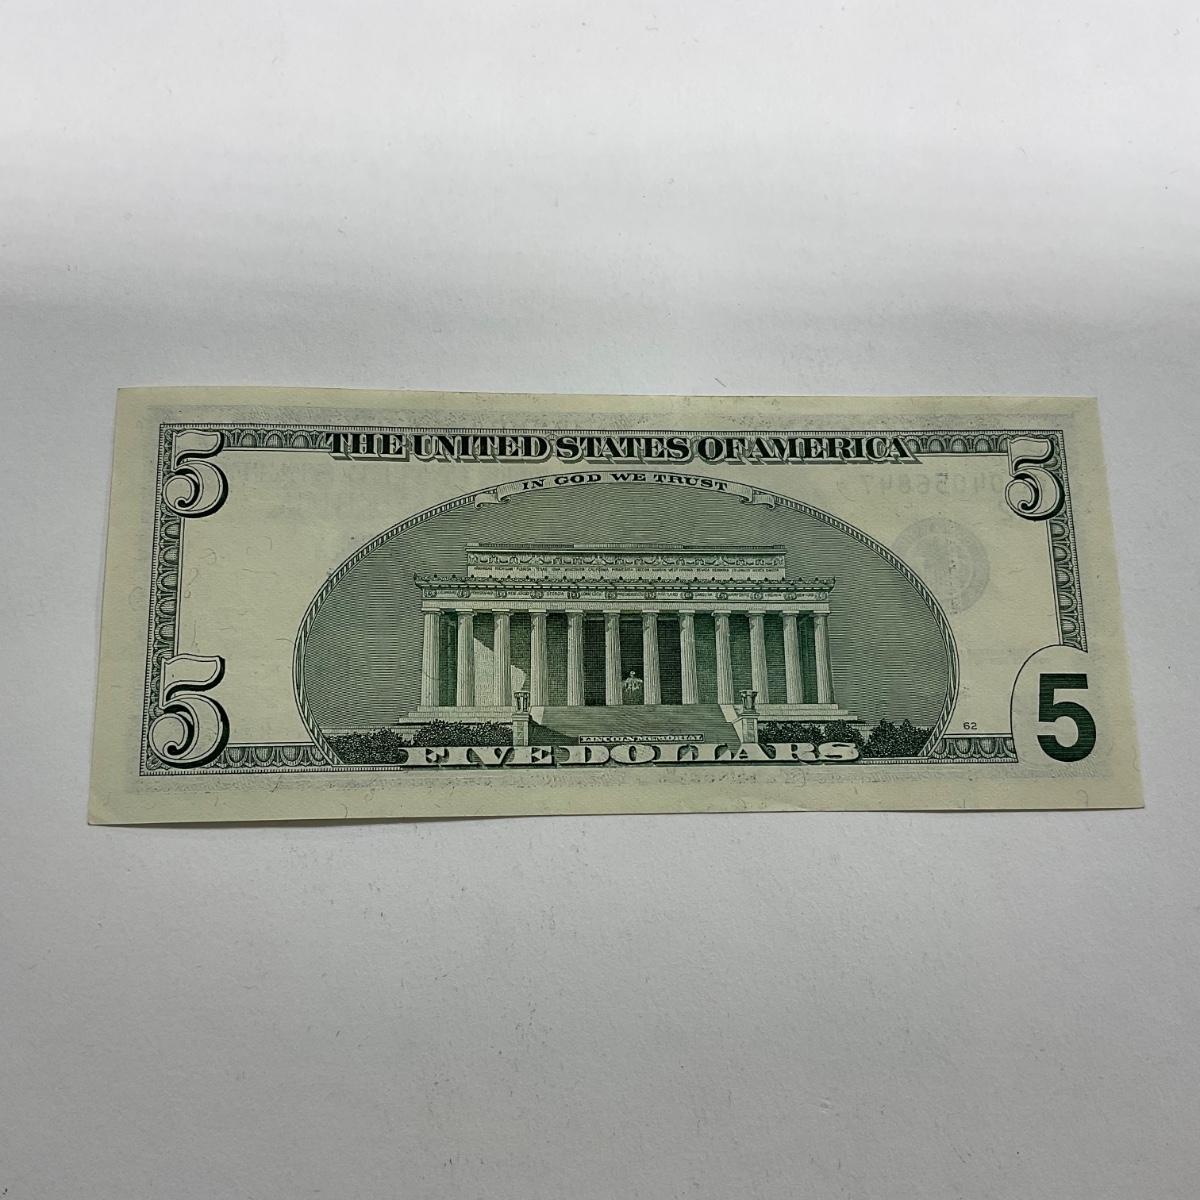 5 THE UNITED STATES OF AMERICA 5
IN GOD WE TRUST
LINCOLN MEMORIAL
62
5 FIVE DOLLARS 5